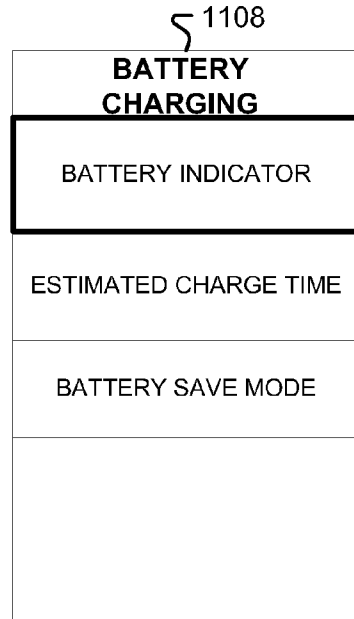 1108
BATTERY
CHARGING
BATTERY INDICATOR
ESTIMATED CHARGE TIME
BATTERY SAVE MODE